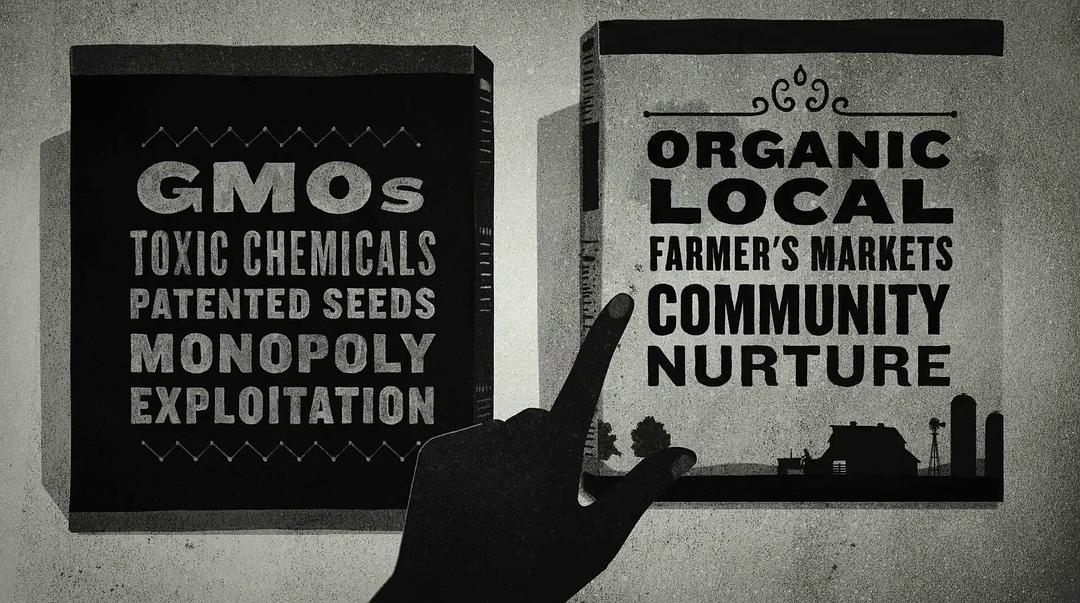 GMOs
TOXIC CHEMICALS
PATENTED SEEDS
MONOPOLY
EXPLOITATION
ORGANIC
LOCAL
FARMER'S MARKETS
COMMUNITY
NURTURE